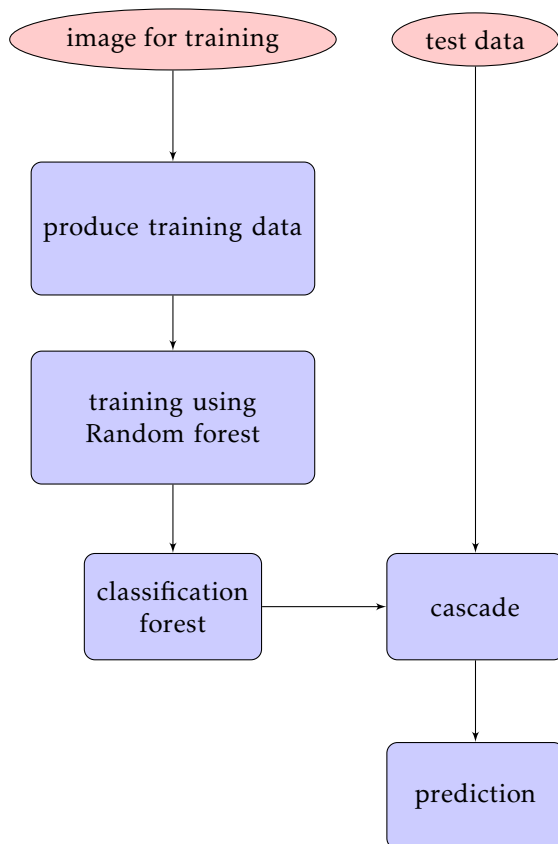 image for training
test data
produce training data
training using
Random forest
classification
forest
cascade
prediction